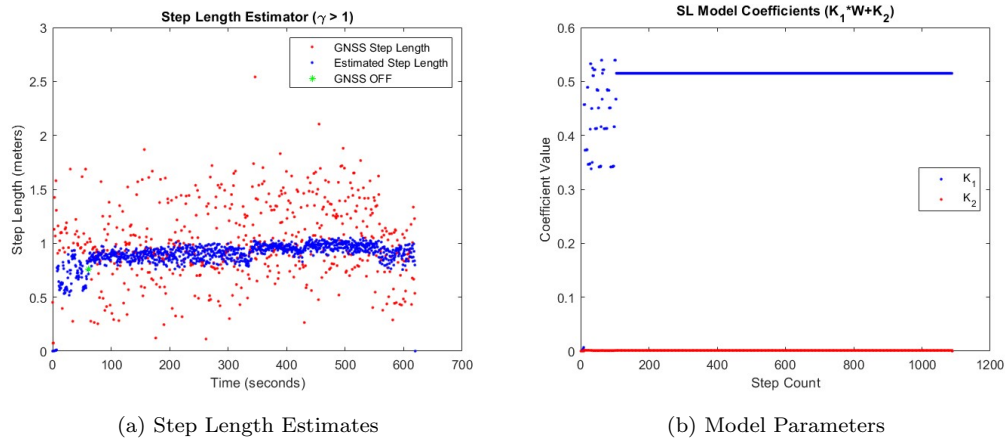 Step Length Estimator (γ > 1)
3
2.5
2
1.5
1
0.5
0
Step Length (meters)
GNSS Step Length
Estimated Step Length
GNSS OFF
0 100 200 300 400 500 600 700
Time (seconds)
(a) Step Length Estimates
SL Model Coefficients (K₁*W+K₂)
0.6
0.5
0.4
0.3
0.2
0.1
0
Coefficient Value
K₁
K₂
0 200 400 600 800 1000 1200
Step Count
(b) Model Parameters